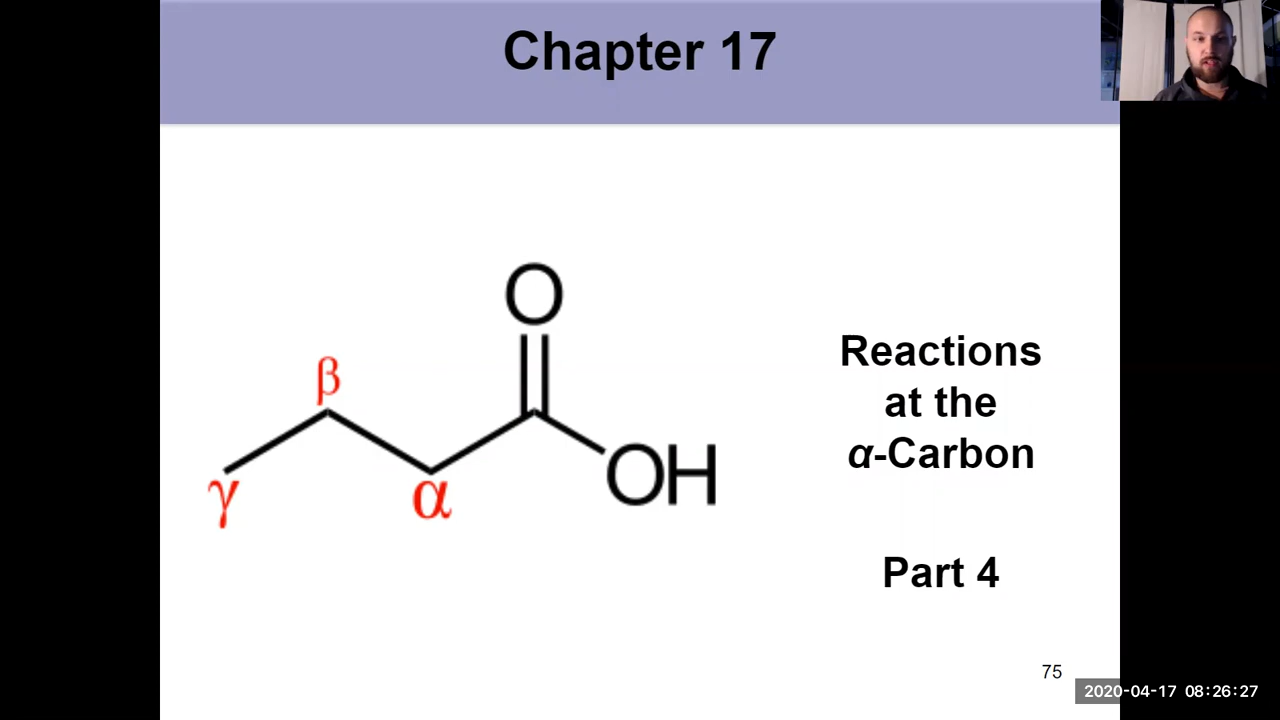 Chapter 17
O
β
γ
α
OH
Reactions
at the
α-Carbon
Part 4
75
2020-04-17 08:26:27